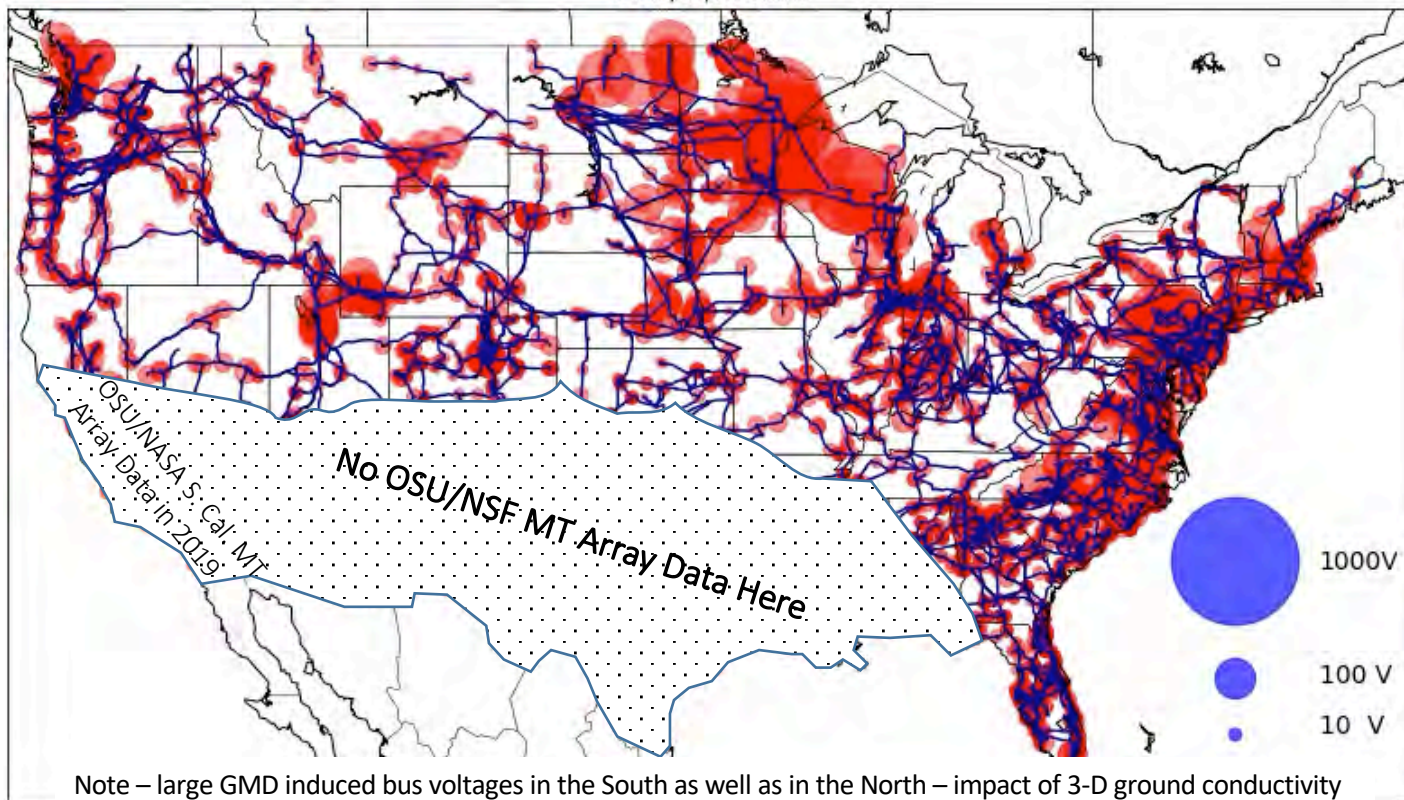 OSU/NASA S. Cal. MT
Array Data in 2019
No OSU/NSF MT Array Data Here
1000V
100 V
10 V
Note – large GMD induced bus voltages in the South as well as in the North – impact of 3-D ground conductivity